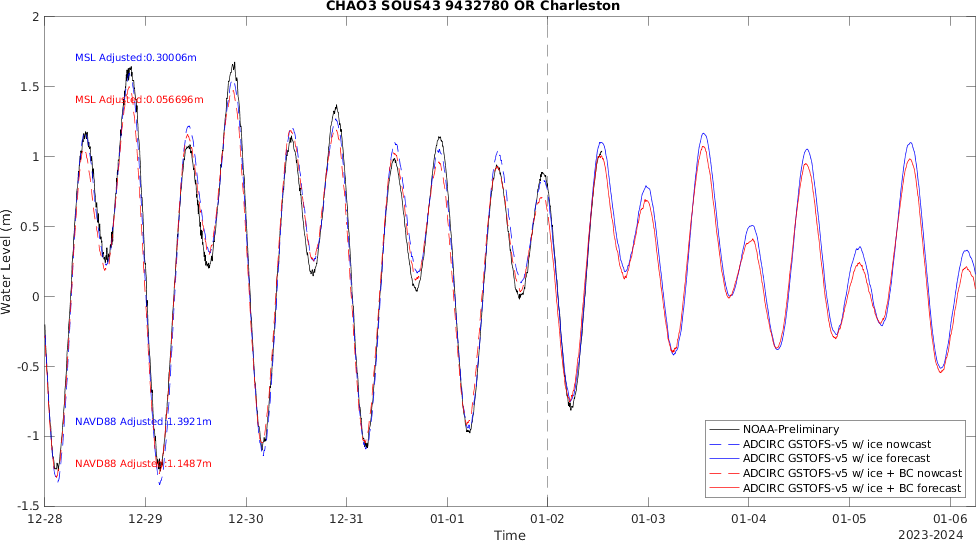 CHAO3 SOUS43 9432780 OR Charleston
2
MSL Adjusted:0.30006m
1.5
MSL Adjusted:0.056696m
1
0.5
Water Level (m)
0
-0.5
NAVD88 Adjusted:1.3921m
-1
NAVD88 Adjusted:1.1487m
-1.5
NOAA-Preliminary
ADCIRC GSTOFS-v5 w/ ice nowcast
ADCIRC GSTOFS-v5 w/ ice forecast
ADCIRC GSTOFS-v5 w/ ice + BC nowcast
ADCIRC GSTOFS-v5 w/ ice + BC forecast
12-28 12-29 12-30 12-31 01-01 01-02 01-03 01-04 01-05 01-06
Time
2023-2024